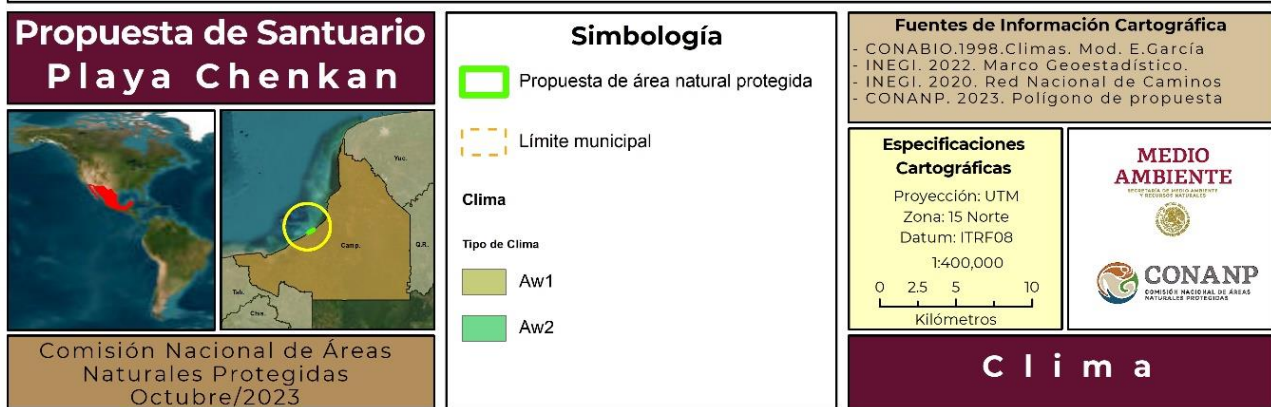 Propuesta de Santuario
Playa Chenkan
Yuc.
Camp.
Q.R.
Tab.
Chis.
Comisión Nacional de Áreas
Naturales Protegidas
Octubre/2023
Simbología
Propuesta de área natural protegida
Límite municipal
Clima
Tipo de Clima
Aw1
Aw2
Fuentes de Información Cartográfica
- CONABIO.1998.Climas. Mod. E.García
- INEGI. 2022. Marco Geoestadístico.
- INEGI. 2020. Red Nacional de Caminos
- CONANP. 2023. Polígono de propuesta
Especificaciones
Cartográficas
Proyección: UTM
Zona: 15 Norte
Datum: ITRF08
1:400,000
0 2.5 5 10
Kilómetros
MEDIO
AMBIENTE
SECRETARÍA DE MEDIO AMBIENTE
Y RECURSOS NATURALES
CONANP
COMISIÓN NACIONAL DE ÁREAS
NATURALES PROTEGIDAS
Clima